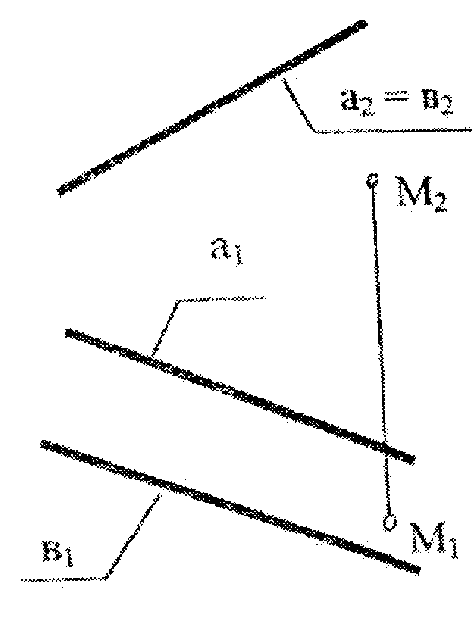 a₂ = в₂
M₂
a₁
M₁
в₁